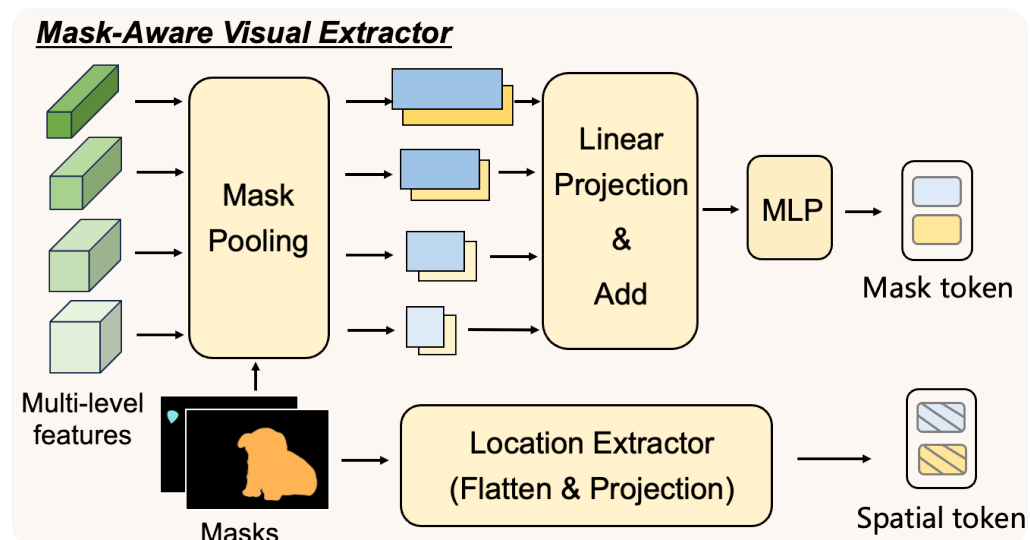 Mask-Aware Visual Extractor
Mask
Pooling
Linear
Projection
&
Add
MLP
Mask token
Multi-level
features
Masks
Location Extractor
(Flatten & Projection)
Spatial token